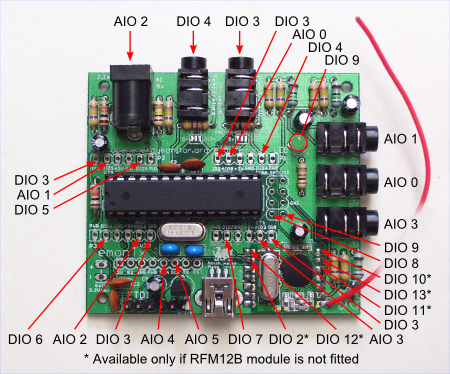 AIO 2
DIO 4
DIO 3
DIO 3
AIO 0
DIO 4
DIO 9
AIO 1
AIO 0
AIO 3
DIO 3
AIO 1
DIO 5
DIO 9
DIO 8
DIO 10*
DIO 13*
DIO 11*
DIO 3
DIO 6
AIO 2
DIO 3
AIO 4
AIO 5
DIO 7
DIO 2*
DIO 12*
AIO 3
* Available only if RFM12B module is not fitted